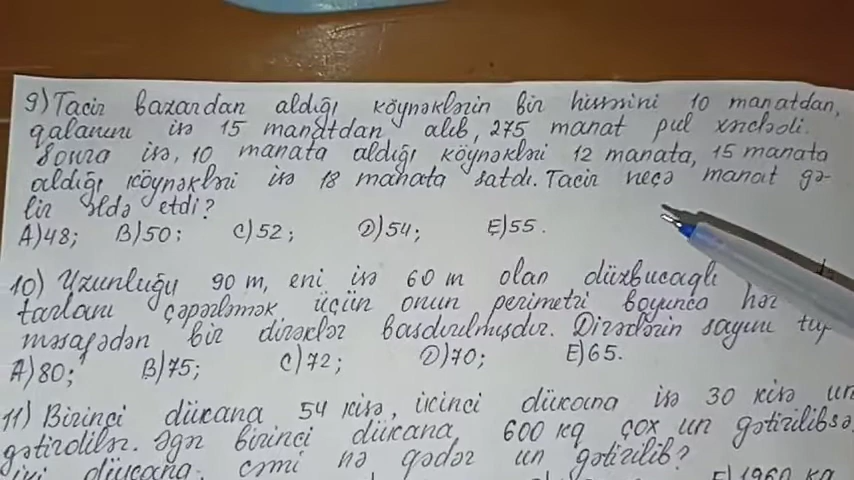 9) Tacir bazardan aldığı köynəklərin bir hissəsini 10 manatdan,
qalanını isə 15 manatdan alıb, 275 manat pul xərclədi.
Sonra isə, 10 manata aldığı köynəkləri 12 manata, 15 manata
aldığı köynəkləri isə 18 manata satdı. Tacir neçə manat gə-
lir əldə etdi?
A)48; B)50; C)52; D)54; E)55.
10) Uzunluğu 90 m, eni isə 60 m olan düzbucaqlı
tarlanı çəpərləmək üçün onun perimetri boyunca hər
məsafədən bir dirəklər basdırılmışdır. Dirəklərin sayını
A)80; B)75; C)72; D)70; E)65.
11) Birinci dükana 54 kisə, ikinci dükana isə 30 kisə un
gətirdilər. Əgər birinci dükana 600 kq çox un gətirilibsə,
iki dükana cəmi nə qədər un gətirilib?
E)1960 kq